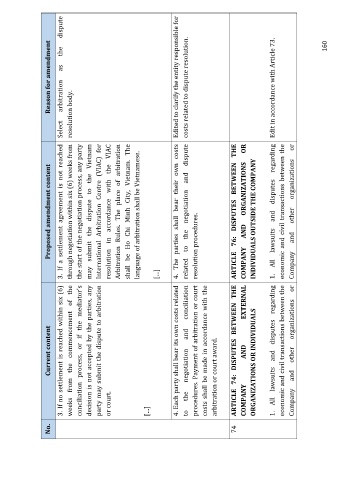 No.
Current content
Proposed amendment content
Reason for amendment
3. If no settlement is reached within six (6)
weeks from the commencement of the
conciliation process, or if the mediator's
decision is not accepted by the parties, any
party may submit the dispute to arbitration
or court.
[...]
3. If a settlement agreement is not reached
through negotiation within six (6) weeks from
the start of the negotiation process, any party
may submit the dispute to the Vietnam
International Arbitration Centre (VIAC) for
resolution in accordance with the VIAC
Arbitration Rules. The place of arbitration
shall be Ho Chi Minh City, Vietnam. The
language of arbitration shall be Vietnamese.
[...]
Select arbitration as the dispute
resolution body.
4. Each party shall bear its own costs related
to the negotiation and conciliation
procedures. Payment of arbitration or court
costs shall be made in accordance with the
arbitration or court award.
4. The parties shall bear their own costs
related to the negotiation and dispute
resolution procedures.
Edited to clarify the entity responsible for
costs related to dispute resolution.
74
ARTICLE 74: DISPUTES BETWEEN THE
COMPANY AND EXTERNAL
ORGANIZATIONS OR INDIVIDUALS
1. All lawsuits and disputes regarding
economic and civil transactions between the
Company and other organizations or
ARTICLE 76: DISPUTES BETWEEN THE
COMPANY AND ORGANIZATIONS OR
INDIVIDUALS OUTSIDE THE COMPANY
1. All lawsuits and disputes regarding
economic and civil transactions between the
Company and other organizations or
Edit in accordance with Article 73.
160